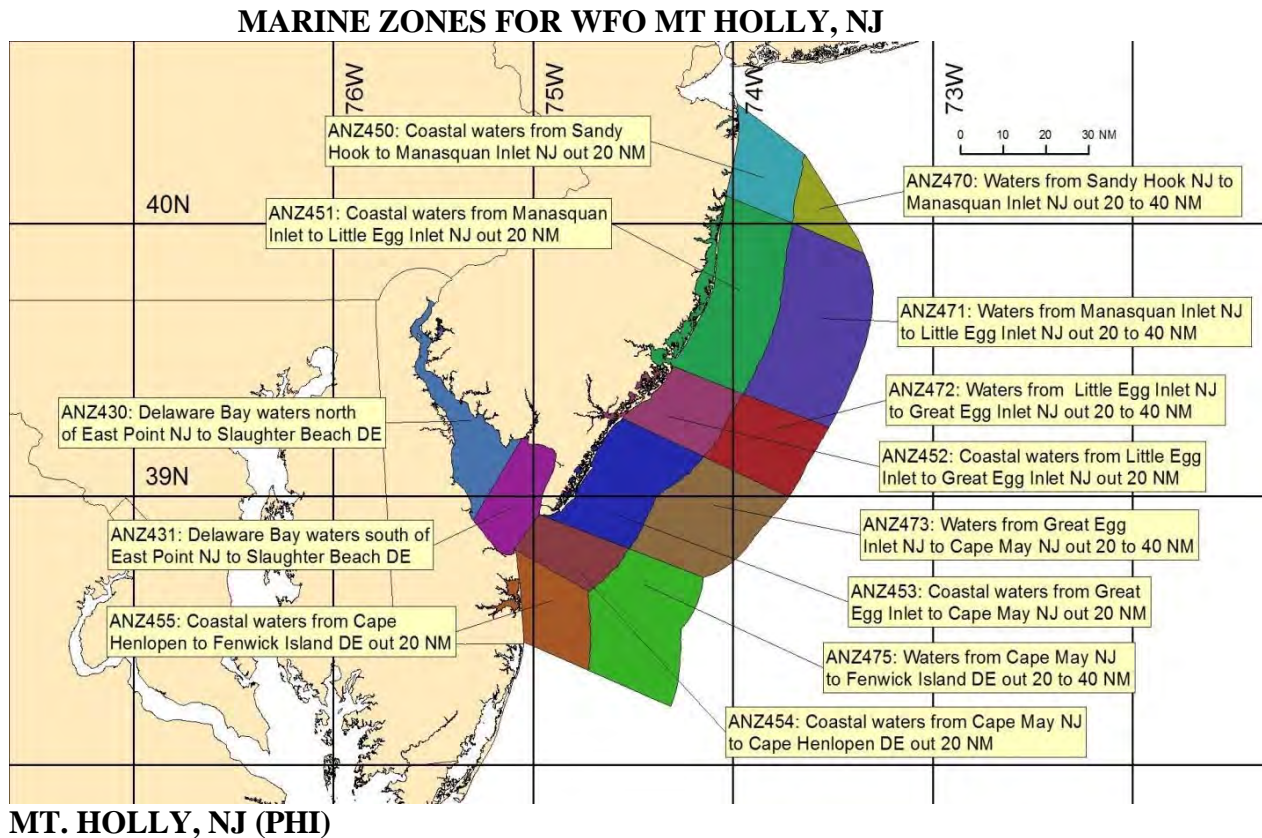 MARINE ZONES FOR WFO MT HOLLY, NJ
76W
75W
74W
73W
0 10 20 30 NM
ANZ450: Coastal waters from Sandy
Hook to Manasquan Inlet NJ out 20 NM
ANZ470: Waters from Sandy Hook NJ to
Manasquan Inlet NJ out 20 to 40 NM
40N
ANZ451: Coastal waters from Manasquan
Inlet to Little Egg Inlet NJ out 20 NM
ANZ471: Waters from Manasquan Inlet NJ
to Little Egg Inlet NJ out 20 to 40 NM
ANZ472: Waters from Little Egg Inlet NJ
to Great Egg Inlet NJ out 20 to 40 NM
ANZ430: Delaware Bay waters north
of East Point NJ to Slaughter Beach DE
ANZ452: Coastal waters from Little Egg
Inlet to Great Egg Inlet NJ out 20 NM
39N
ANZ473: Waters from Great Egg
Inlet NJ to Cape May NJ out 20 to 40 NM
ANZ431: Delaware Bay waters south of
East Point NJ to Slaughter Beach DE
ANZ453: Coastal waters from Great
Egg Inlet to Cape May NJ out 20 NM
ANZ455: Coastal waters from Cape
Henlopen to Fenwick Island DE out 20 NM
ANZ475: Waters from Cape May NJ
to Fenwick Island DE out 20 to 40 NM
ANZ454: Coastal waters from Cape May NJ
to Cape Henlopen DE out 20 NM
MT. HOLLY, NJ (PHI)